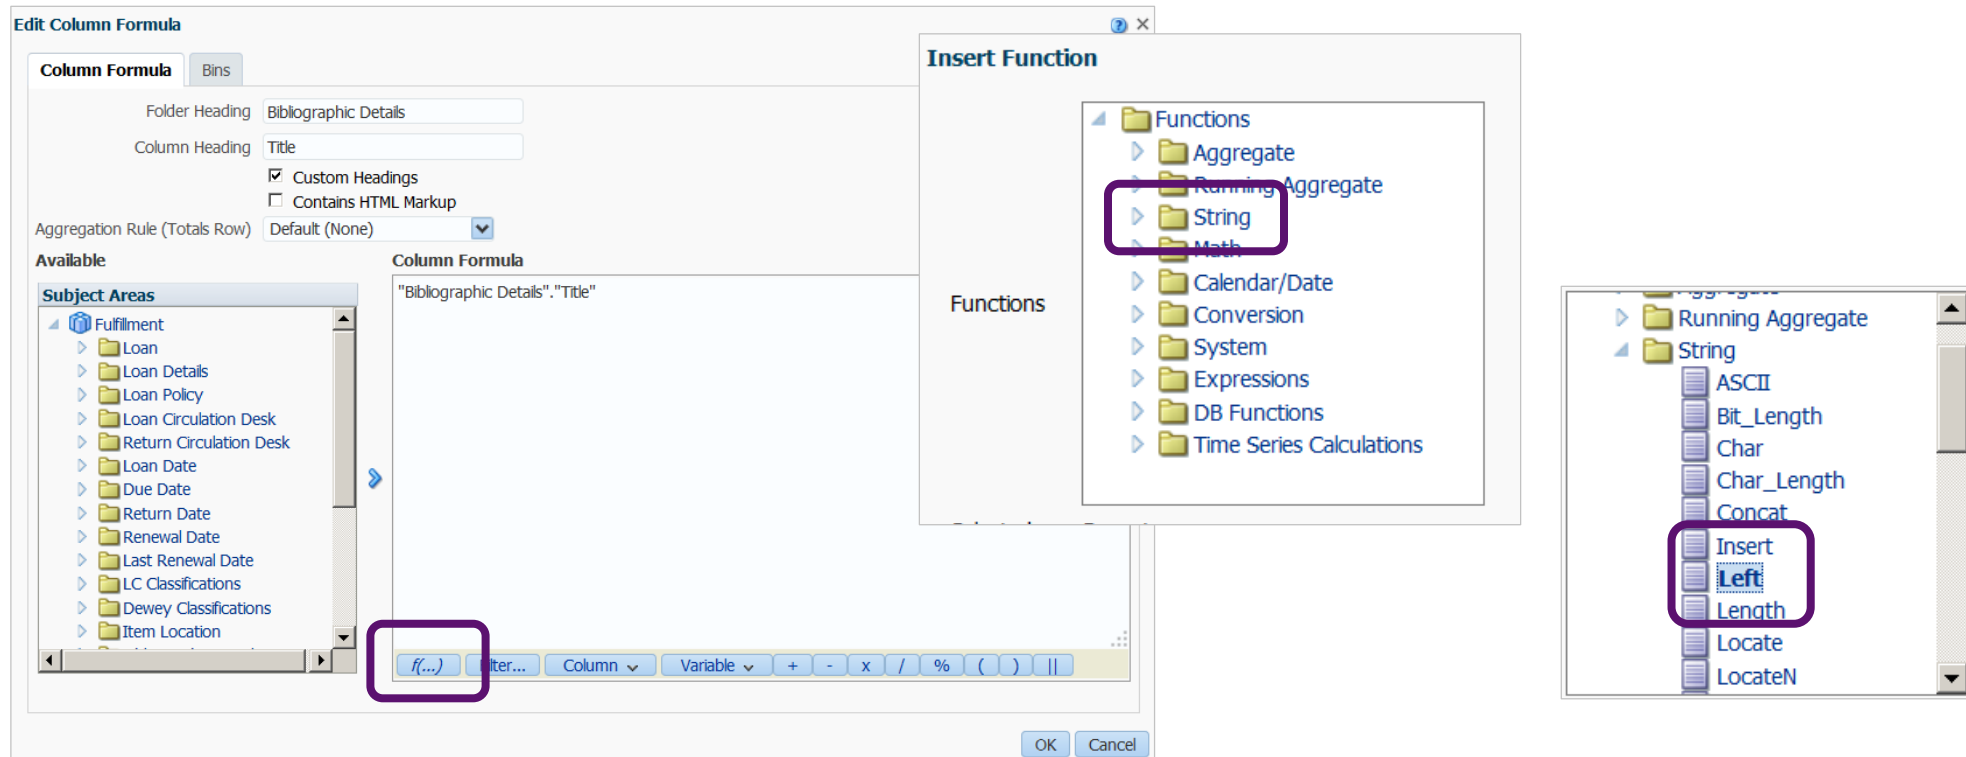 Edit Column Formula
Column Formula
Bins
Folder Heading
Bibliographic Details
Column Heading
Title
Custom Headings
Contains HTML Markup
Aggregation Rule (Totals Row)
Default (None)
Available
Subject Areas
Fulfillment
Loan
Loan Details
Loan Policy
Loan Circulation Desk
Return Circulation Desk
Loan Date
Due Date
Return Date
Renewal Date
Last Renewal Date
LC Classifications
Dewey Classifications
Item Location
Column Formula
"Bibliographic Details"."Title"
f(...)
Filter...
Column
Variable
+
-
x
/
%
(
)
||
OK
Cancel
Insert Function
Functions
Functions
Aggregate
Running Aggregate
String
Math
Calendar/Date
Conversion
System
Expressions
DB Functions
Time Series Calculations
Aggregate
Running Aggregate
String
ASCII
Bit_Length
Char
Char_Length
Concat
Insert
Left
Length
Locate
LocateN